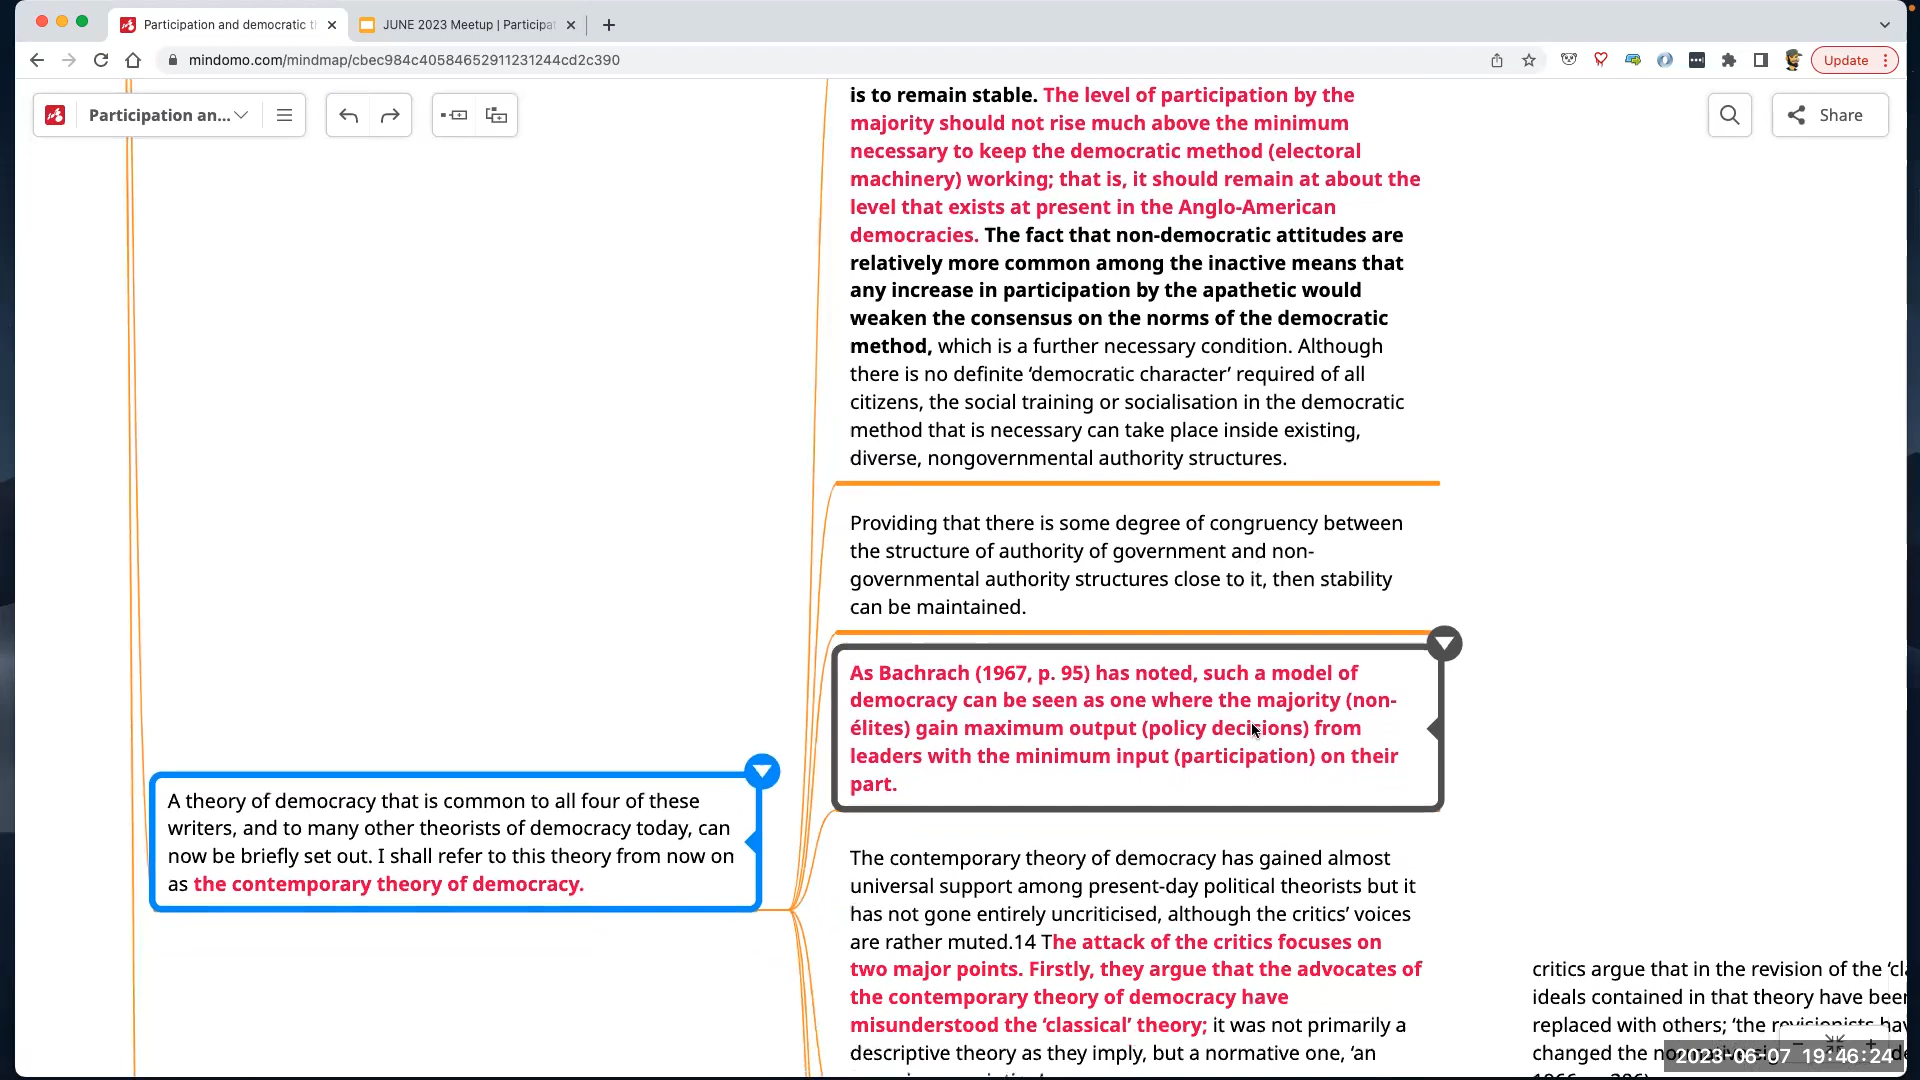 Participation and democratic t
JUNE 2023 Meetup | Participat
mindomo.com/mindmap/cbec984c40584652911231244cd2c390
Update
Participation an...
Share
is to remain stable. The level of participation by the
majority should not rise much above the minimum
necessary to keep the democratic method (electoral
machinery) working; that is, it should remain at about the
level that exists at present in the Anglo-American
democracies. The fact that non-democratic attitudes are
relatively more common among the inactive means that
any increase in participation by the apathetic would
weaken the consensus on the norms of the democratic
method, which is a further necessary condition. Although
there is no definite ‘democratic character’ required of all
citizens, the social training or socialisation in the democratic
method that is necessary can take place inside existing,
diverse, nongovernmental authority structures.
Providing that there is some degree of congruency between
the structure of authority of government and non-
governmental authority structures close to it, then stability
can be maintained.
As Bachrach (1967, p. 95) has noted, such a model of
democracy can be seen as one where the majority (non-
élites) gain maximum output (policy decisions) from
leaders with the minimum input (participation) on their
part.
A theory of democracy that is common to all four of these
writers, and to many other theorists of democracy today, can
now be briefly set out. I shall refer to this theory from now on
as the contemporary theory of democracy.
The contemporary theory of democracy has gained almost
universal support among present-day political theorists but it
has not gone entirely uncriticised, although the critics’ voices
are rather muted.14 The attack of the critics focuses on
two major points. Firstly, they argue that the advocates of
the contemporary theory of democracy have
misunderstood the ‘classical’ theory; it was not primarily a
descriptive theory as they imply, but a normative one, ‘an
critics argue that in the revision of the ‘cl
ideals contained in that theory have bee
replaced with others; ‘the revisionists hav
changed the
2023-06-07 19:46:24